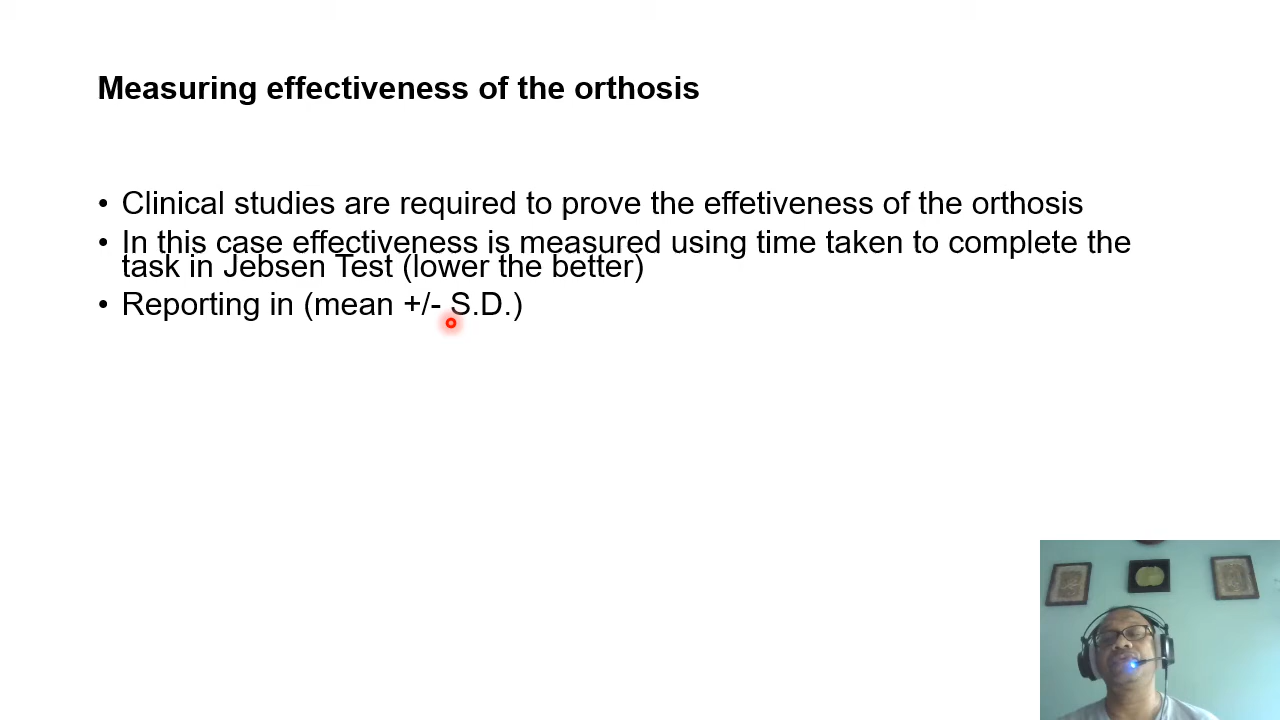 Measuring effectiveness of the orthosis
• Clinical studies are required to prove the effetiveness of the orthosis
• In this case effectiveness is measured using time taken to complete the
task in Jebsen Test (lower the better)
• Reporting in (mean +/- S.D.)